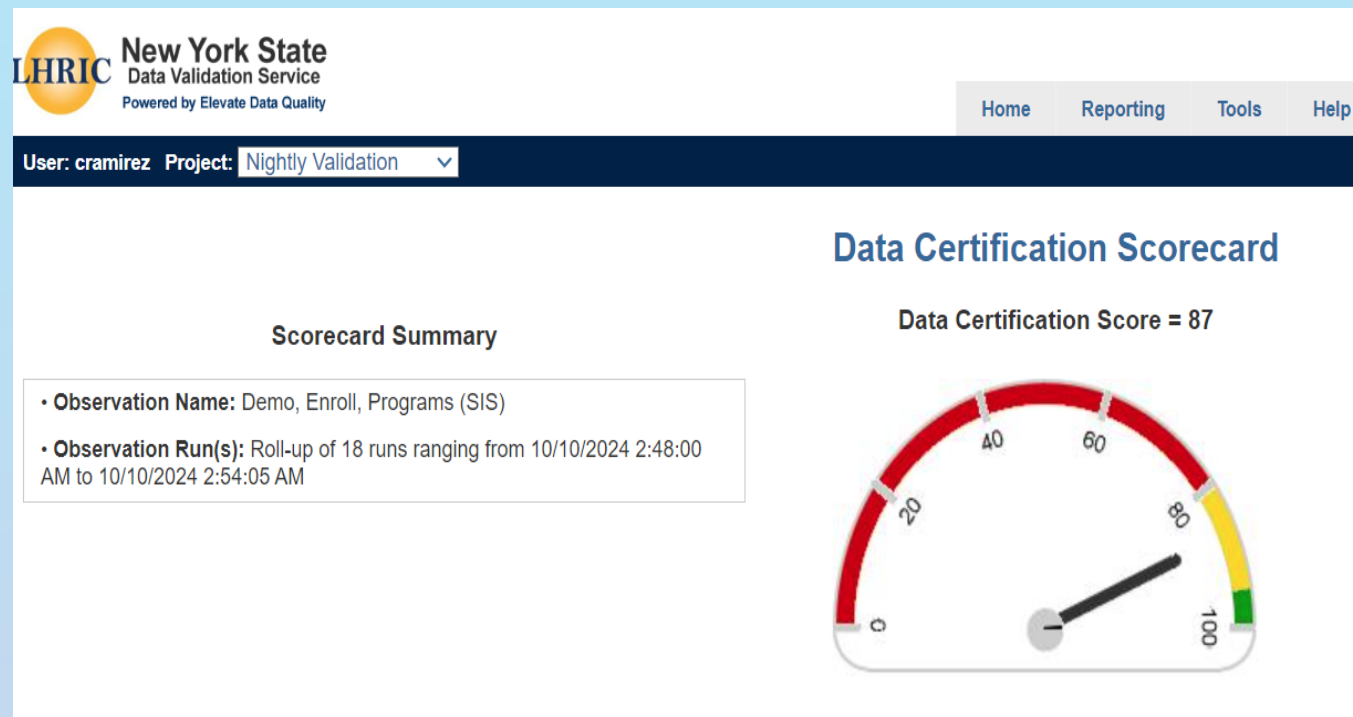 LHRIC
New York State
Data Validation Service
Powered by Elevate Data Quality
Home Reporting Tools Help
User: cramirez Project: Nightly Validation
Data Certification Scorecard
Scorecard Summary
Data Certification Score = 87
• Observation Name: Demo, Enroll, Programs (SIS)
• Observation Run(s): Roll-up of 18 runs ranging from 10/10/2024 2:48:00
AM to 10/10/2024 2:54:05 AM
0
20
40
60
80
100